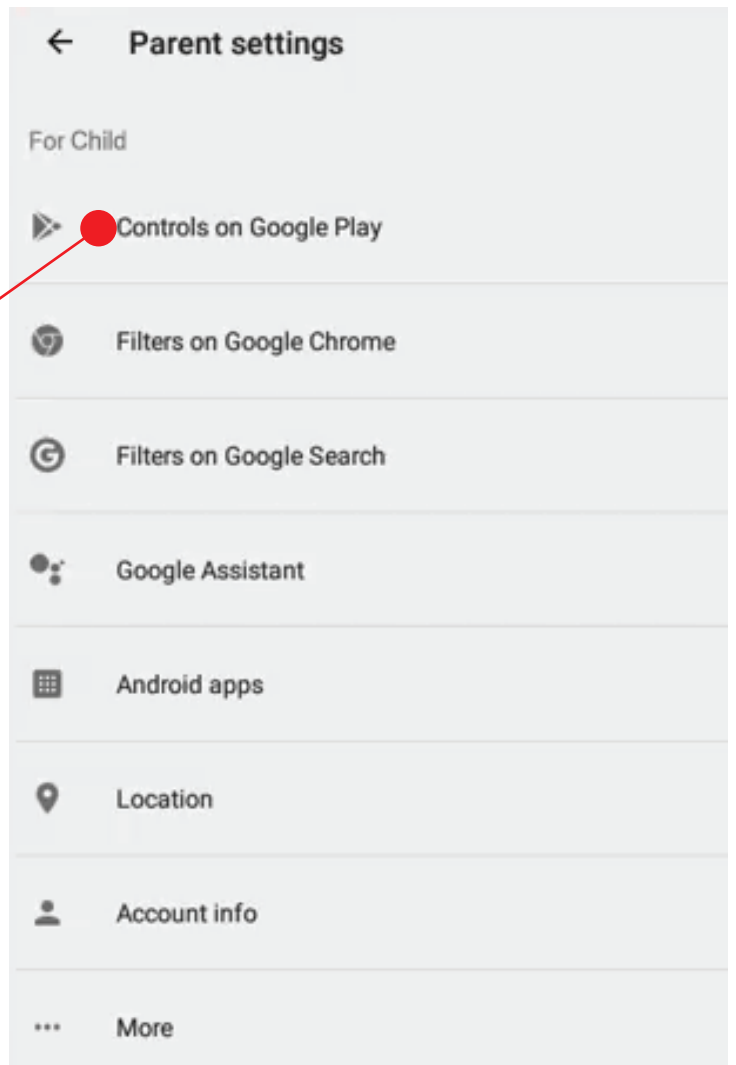 Parent settings
For Child
Controls on Google Play
Filters on Google Chrome
Filters on Google Search
Google Assistant
Android apps
Location
Account info
More